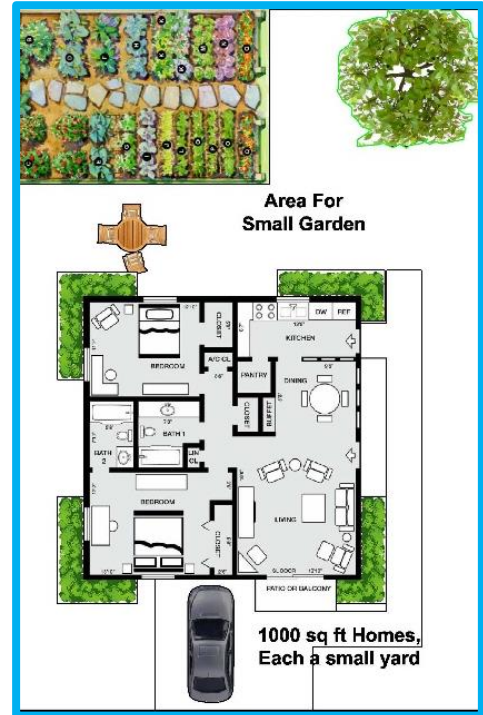 Area For
Small Garden
DW REF
KITCHEN
CLOSET
A/C CL
BEDROOM
PANTRY
DINING
CLOSET
BUFFET
BATH 1
BATH
2
LIN
CL
BEDROOM
CLOSET
LIVING
SL DOOR
PATIO OR BALCONY
1000 sq ft Homes,
Each a small yard